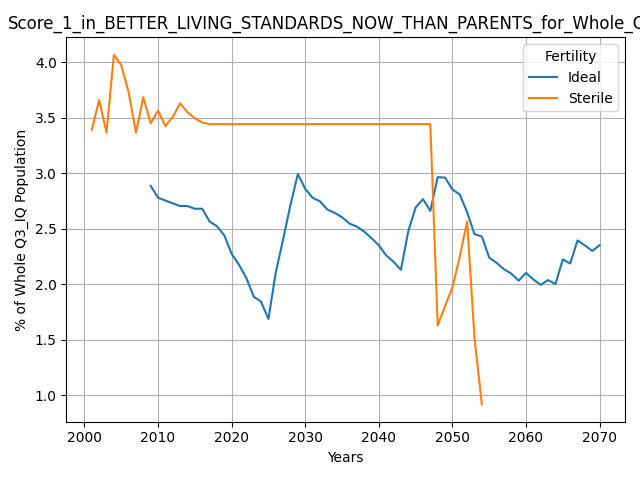 Score_1_in_BETTER_LIVING_STANDARDS_NOW_THAN_PARENTS_for_Whole_
% of Whole Q3_IQ Population
4.0
3.5
3.0
2.5
2.0
1.5
1.0
Fertility
Ideal
Sterile
2000 2010 2020 2030 2040 2050 2060 2070
Years